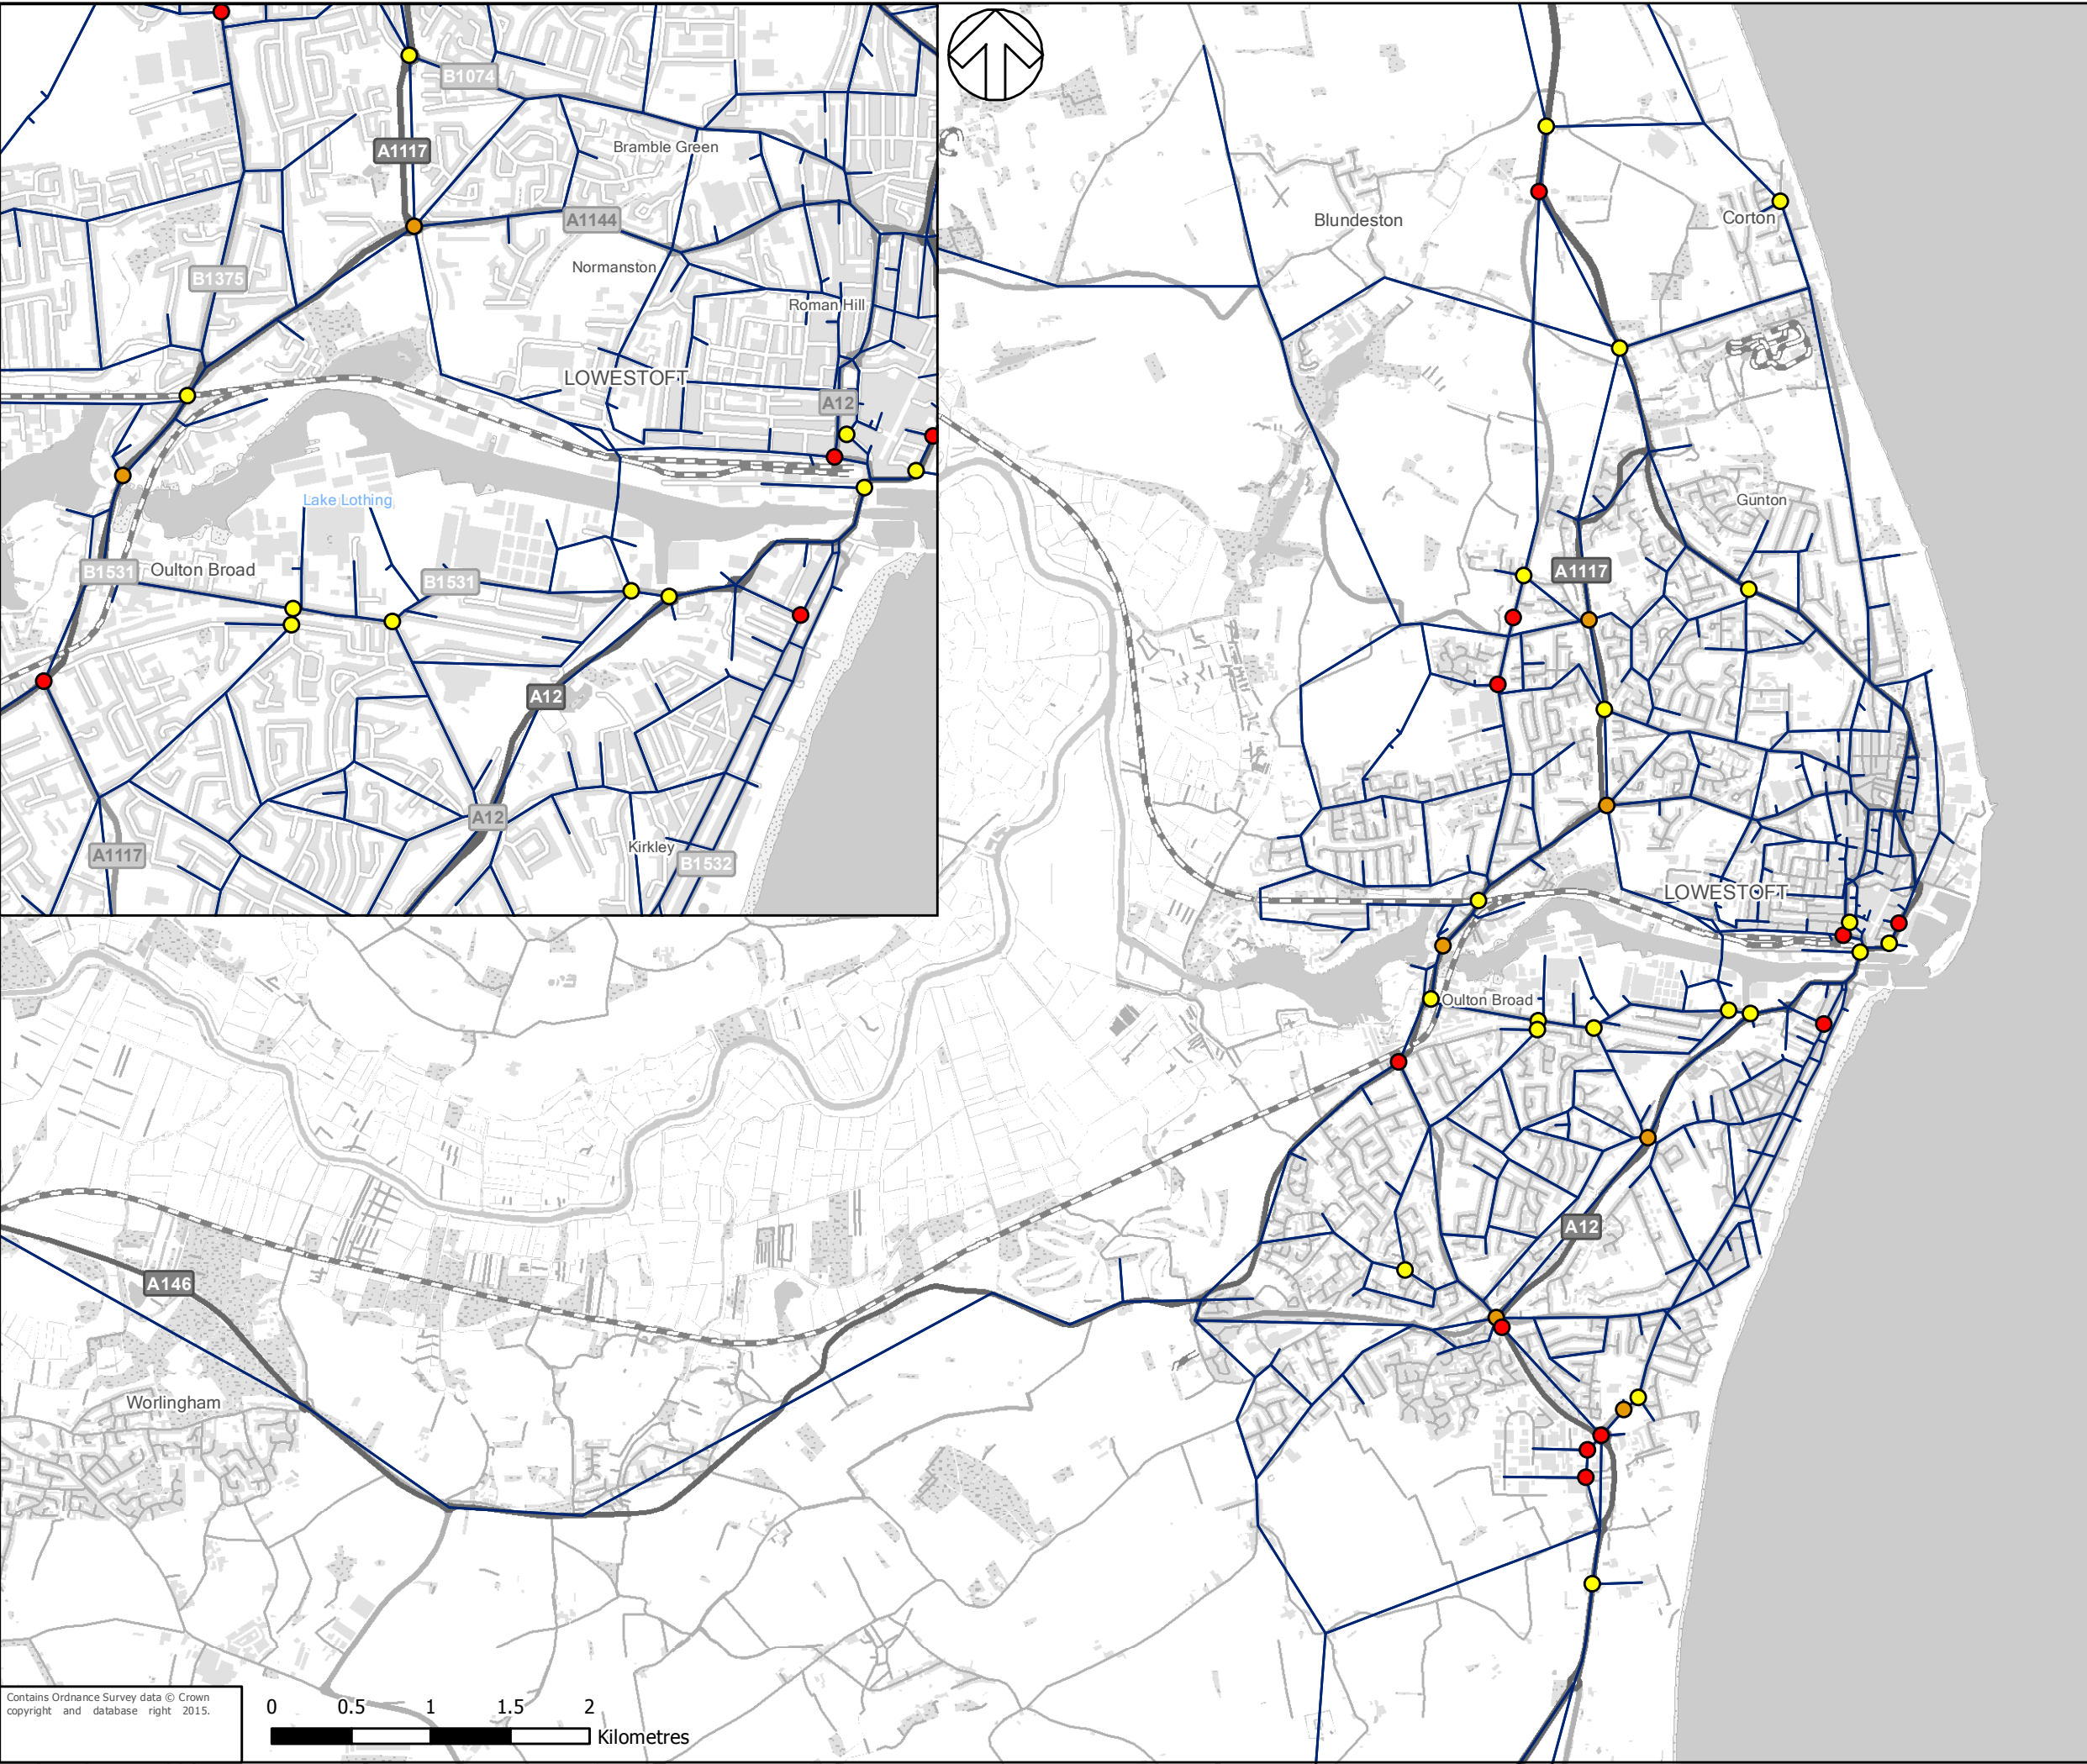 B1074
A1117
Bramble Green
A1144
Normanston
B1375
Roman Hill
LOWESTOFT
A12
Lake Lothing
Oulton Broad
B1531
B1531
A12
A12
Kirkley
A1117
B1532
Blundeston
Corton
Gunton
A1117
LOWESTOFT
Oulton Broad
A12
A146
Worlingham
Contains Ordnance Survey data © Crown
copyright and database right 2015.
0 0.5 1 1.5 2
Kilometres